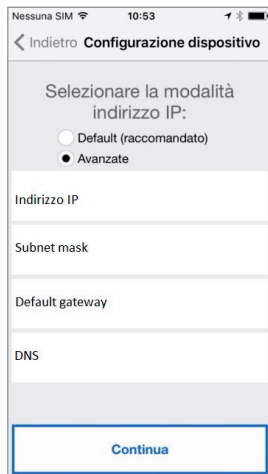 Nessuna SIM 10:53
Indietro Configurazione dispositivo
Selezionare la modalità
indirizzo IP:
Default (raccomandato)
Avanzate
Indirizzo IP
Subnet mask
Default gateway
DNS
Continua